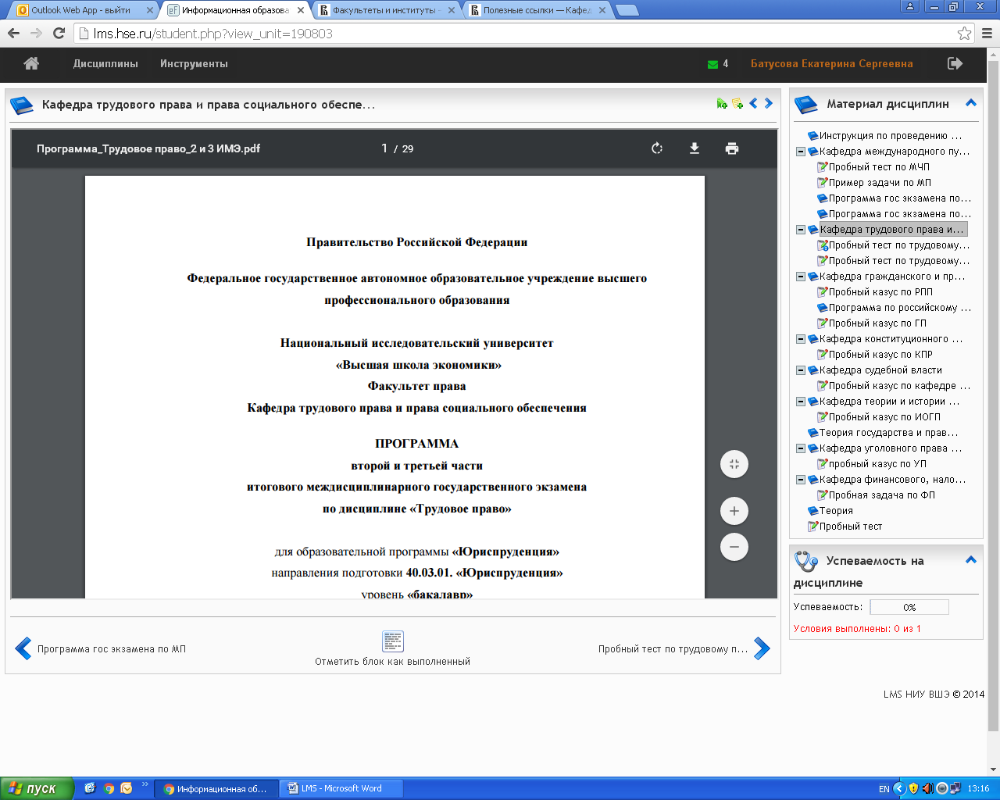 Outlook Web App - выйти
Информационная образова
Факультеты и институты -
Полезные ссылки — Кафед
lms.hse.ru/student.php?view_unit=190803
Дисциплины
Инструменты
4
Батусова Екатерина Сергеевна
Кафедра трудового права и права социального обеспе...
Программа_Трудовое право_2 и 3 ИМЭ.pdf
1 / 29
Правительство Российской Федерации
Федеральное государственное автономное образовательное учреждение высшего
профессионального образования
Национальный исследовательский университет
«Высшая школа экономики»
Факультет права
Кафедра трудового права и права социального обеспечения
ПРОГРАММА
второй и третьей части
итогового междисциплинарного государственного экзамена
по дисциплине «Трудовое право»
для образовательной программы «Юриспруденция»
направления подготовки 40.03.01. «Юриспруденция»
уровень «бакалавр»
Программа гос экзамена по МП
Отметить блок как выполненный
Пробный тест по трудовому п...
Материал дисциплин
Инструкция по проведению ...
Кафедра международного пу...
Пробный тест по МЧП
Пример задачи по МП
Программа гос экзамена по...
Программа гос экзамена по...
Кафедра трудового права и...
Пробный тест по трудовому...
Пробный тест по трудовому...
Кафедра гражданского и пр...
Пробный казус по РПП
Программа по российскому ...
Пробный казус по ГП
Кафедра конституционного ...
Пробный казус по КПР
Кафедра судебной власти
Пробный казус по кафедре ...
Кафедра теории и истории ...
Пробный казус по ИОГП
Теория государства и прав...
Кафедра уголовного права ...
пробный казус по УП
Кафедра финансового, нало...
Пробная задача по ФП
Теория
Пробный тест
Успеваемость на
дисциплине
Успеваемость: 0%
Условия выполнены: 0 из 1
LMS НИУ ВШЭ © 2014
пуск
Информационная об...
LMS - Microsoft Word
EN
13:16